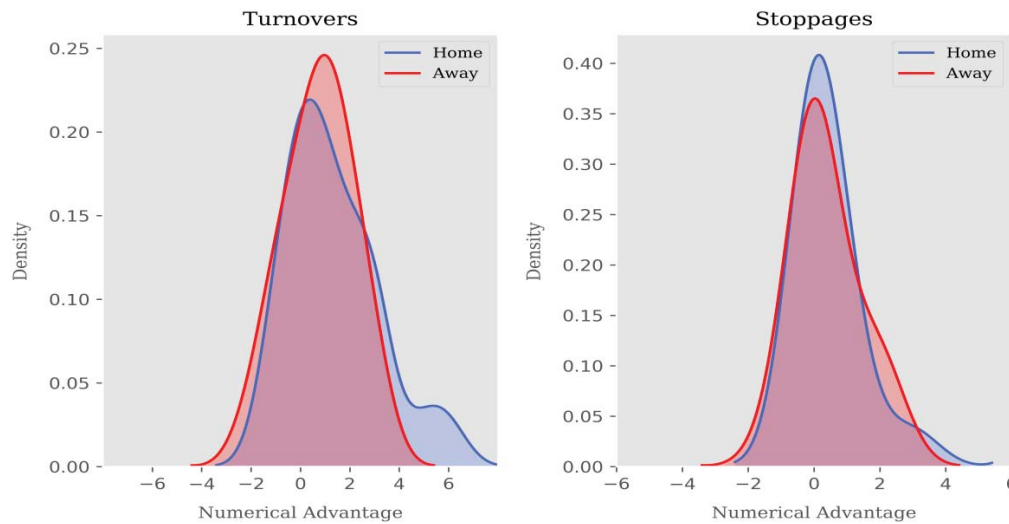 Turnovers
Home
Away
0.25
0.20
0.15
0.10
0.05
0.00
Density
−6 −4 −2 0 2 4 6
Numerical Advantage
Stoppages
Home
Away
0.40
0.35
0.30
0.25
0.20
0.15
0.10
0.05
0.00
Density
−6 −4 −2 0 2 4 6
Numerical Advantage